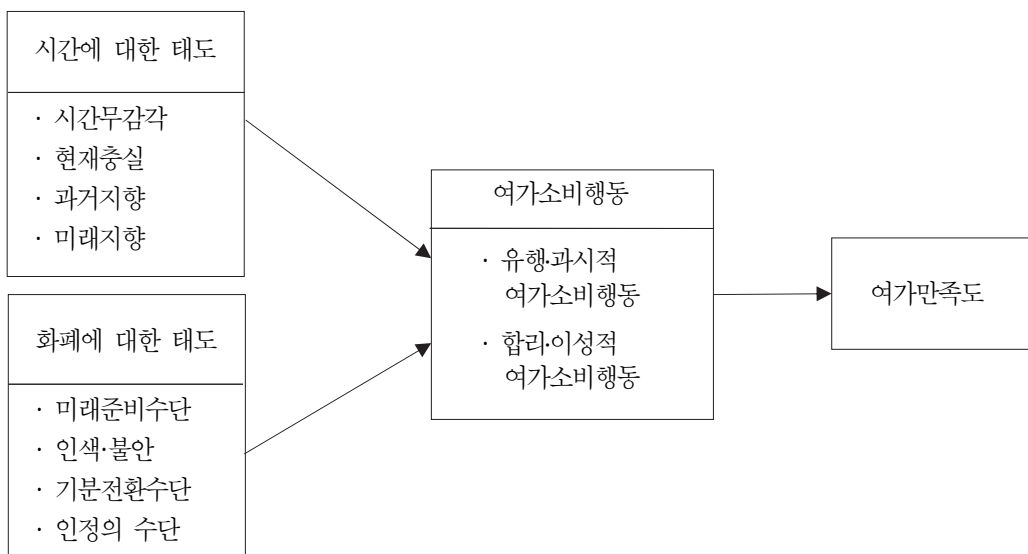 시간에 대한 태도
· 시간무감각
· 현재충실
· 과거지향
· 미래지향
화폐에 대한 태도
· 미래준비수단
· 인색·불안
· 기분전환수단
· 인정의 수단
여가소비행동
· 유행·과시적
여가소비행동
· 합리·이성적
여가소비행동
여가만족도